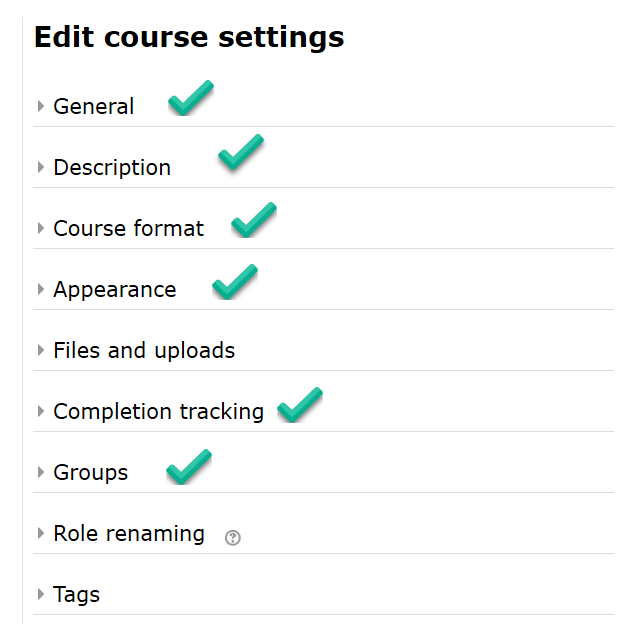 Edit course settings
General
Description
Course format
Appearance
Files and uploads
Completion tracking
Groups
Role renaming ?
Tags